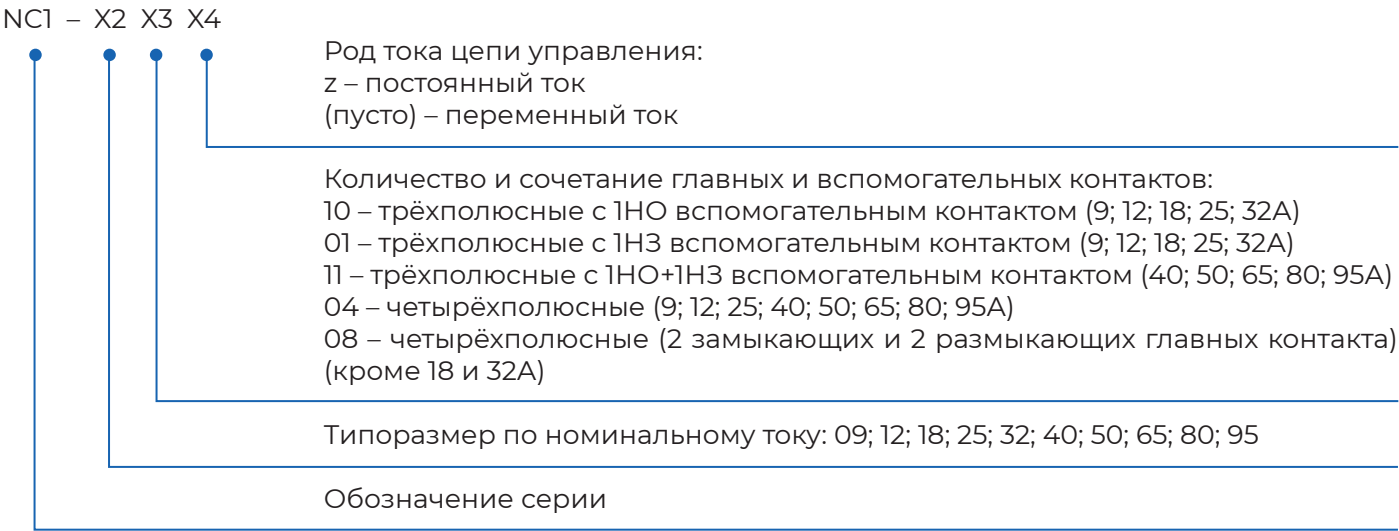 NC1 – X2 X3 X4
Род тока цепи управления:
z – постоянный ток
(пусто) – переменный ток
Количество и сочетание главных и вспомогательных контактов:
10 – трёхполюсные с 1НО вспомогательным контактом (9; 12; 18; 25; 32А)
01 – трёхполюсные с 1НЗ вспомогательным контактом (9; 12; 18; 25; 32А)
11 – трёхполюсные с 1НО+1НЗ вспомогательным контактом (40; 50; 65; 80; 95А)
04 – четырёхполюсные (9; 12; 25; 40; 50; 65; 80; 95А)
08 – четырёхполюсные (2 замыкающих и 2 размыкающих главных контакта)
(кроме 18 и 32А)
Типоразмер по номинальному току: 09; 12; 18; 25; 32; 40; 50; 65; 80; 95
Обозначение серии